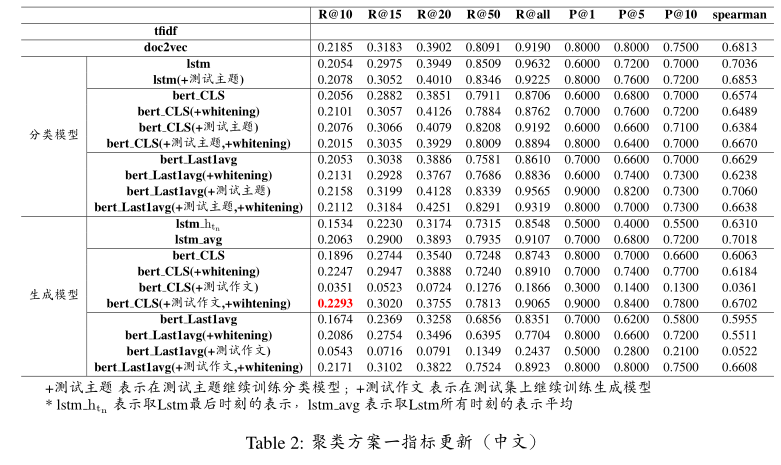 R@10 R@15 R@20 R@50 R@all P@1 P@5 P@10 spearman
tfidf
doc2vec 0.2185 0.3183 0.3902 0.8091 0.9190 0.8000 0.8000 0.7500 0.6813
分类模型
lstm 0.2054 0.2975 0.3949 0.8509 0.9632 0.6000 0.7200 0.7000 0.7036
lstm(+测试主题) 0.2078 0.3052 0.4010 0.8346 0.9225 0.8000 0.7600 0.7200 0.6853
bert_CLS 0.2056 0.2882 0.3851 0.7911 0.8706 0.6000 0.6800 0.7000 0.6574
bert_CLS(+whitening) 0.2101 0.3057 0.4126 0.7884 0.8762 0.7000 0.7600 0.7200 0.6489
bert_CLS(+测试主题) 0.2076 0.3066 0.4079 0.8208 0.9192 0.6000 0.6600 0.7100 0.6384
bert_CLS(+测试主题,+whitening) 0.2015 0.3035 0.3929 0.8009 0.8894 0.8000 0.6400 0.7000 0.6670
bert_Last1avg 0.2053 0.3038 0.3886 0.7581 0.8610 0.7000 0.6600 0.7000 0.6629
bert_Last1avg(+whitening) 0.2131 0.2928 0.3767 0.7686 0.8836 0.6000 0.7400 0.7300 0.6238
bert_Last1avg(+测试主题) 0.2158 0.3199 0.4128 0.8339 0.9565 0.9000 0.8200 0.7300 0.7060
bert_Last1avg(+测试主题,+whitening) 0.2112 0.3184 0.4251 0.8291 0.9319 0.8000 0.7000 0.7300 0.6638
生成模型
lstm_h_tn 0.1534 0.2230 0.3174 0.7315 0.8548 0.5000 0.4000 0.5500 0.6310
lstm_avg 0.2063 0.2900 0.3893 0.7935 0.9107 0.7000 0.6800 0.7200 0.7018
bert_CLS 0.1896 0.2744 0.3540 0.7248 0.8743 0.8000 0.7000 0.6600 0.6063
bert_CLS(+whitening) 0.2247 0.2947 0.3888 0.7240 0.8910 0.7000 0.7400 0.7700 0.6184
bert_CLS(+测试作文) 0.0351 0.0523 0.0724 0.1276 0.1866 0.3000 0.1400 0.1300 0.0361
bert_CLS(+测试作文,+wihtening) 0.2293 0.3020 0.3755 0.7813 0.9065 0.9000 0.8400 0.7800 0.6702
bert_Last1avg 0.1674 0.2369 0.3258 0.6856 0.8351 0.7000 0.6200 0.5800 0.5955
bert_Last1avg(+whitening) 0.2086 0.2754 0.3496 0.6395 0.7704 0.8000 0.6600 0.7200 0.5511
bert_Last1avg(+测试作文) 0.0543 0.0716 0.0791 0.1349 0.2437 0.5000 0.2800 0.2100 0.0522
bert_Last1avg(+测试作文,+whitening) 0.2171 0.3102 0.3822 0.7524 0.8923 0.8000 0.8000 0.7500 0.6608
+测试主题 表示在测试主题继续训练分类模型；+测试作文 表示在测试集上继续训练生成模型
* lstm_h_tn 表示取Lstm最后时刻的表示，lstm_avg 表示取Lstm所有时刻的表示平均
Table 2: 聚类方案一指标更新（中文）